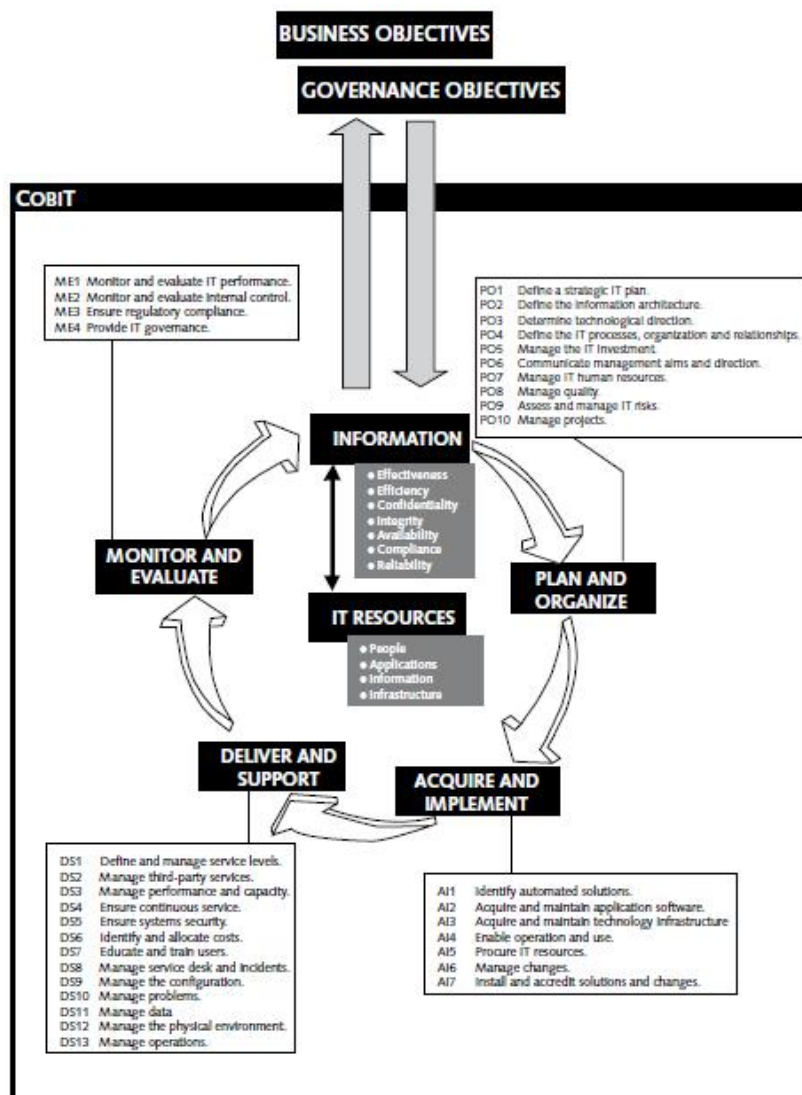 BUSINESS OBJECTIVES
GOVERNANCE OBJECTIVES
COBIT
ME1 Monitor and evaluate IT performance.
ME2 Monitor and evaluate internal control.
ME3 Ensure regulatory compliance.
ME4 Provide IT governance.
PO1 Define a strategic IT plan.
PO2 Define the information architecture.
PO3 Determine technological direction.
PO4 Define the IT processes, organization and relationships.
PO5 Manage the IT investment.
PO6 Communicate management aims and direction.
PO7 Manage IT human resources.
PO8 Manage quality.
PO9 Assess and manage IT risks.
PO10 Manage projects.
INFORMATION
● Effectiveness
● Efficiency
● Confidentiality
● Integrity
● Availability
● Compliance
● Reliability
MONITOR AND
EVALUATE
PLAN AND
ORGANIZE
IT RESOURCES
● People
● Applications
● Information
● Infrastructure
DELIVER AND
SUPPORT
ACQUIRE AND
IMPLEMENT
DS1 Define and manage service levels.
DS2 Manage third-party services.
DS3 Manage performance and capacity.
DS4 Ensure continuous service.
DS5 Ensure systems security.
DS6 Identify and allocate costs.
DS7 Educate and train users.
DS8 Manage service desk and incidents.
DS9 Manage the configuration.
DS10 Manage problems.
DS11 Manage data
DS12 Manage the physical environment.
DS13 Manage operations.
AI1 Identify automated solutions.
AI2 Acquire and maintain application software.
AI3 Acquire and maintain technology infrastructure
AI4 Enable operation and use.
AI5 Procure IT resources.
AI6 Manage changes.
AI7 Install and accredit solutions and changes.